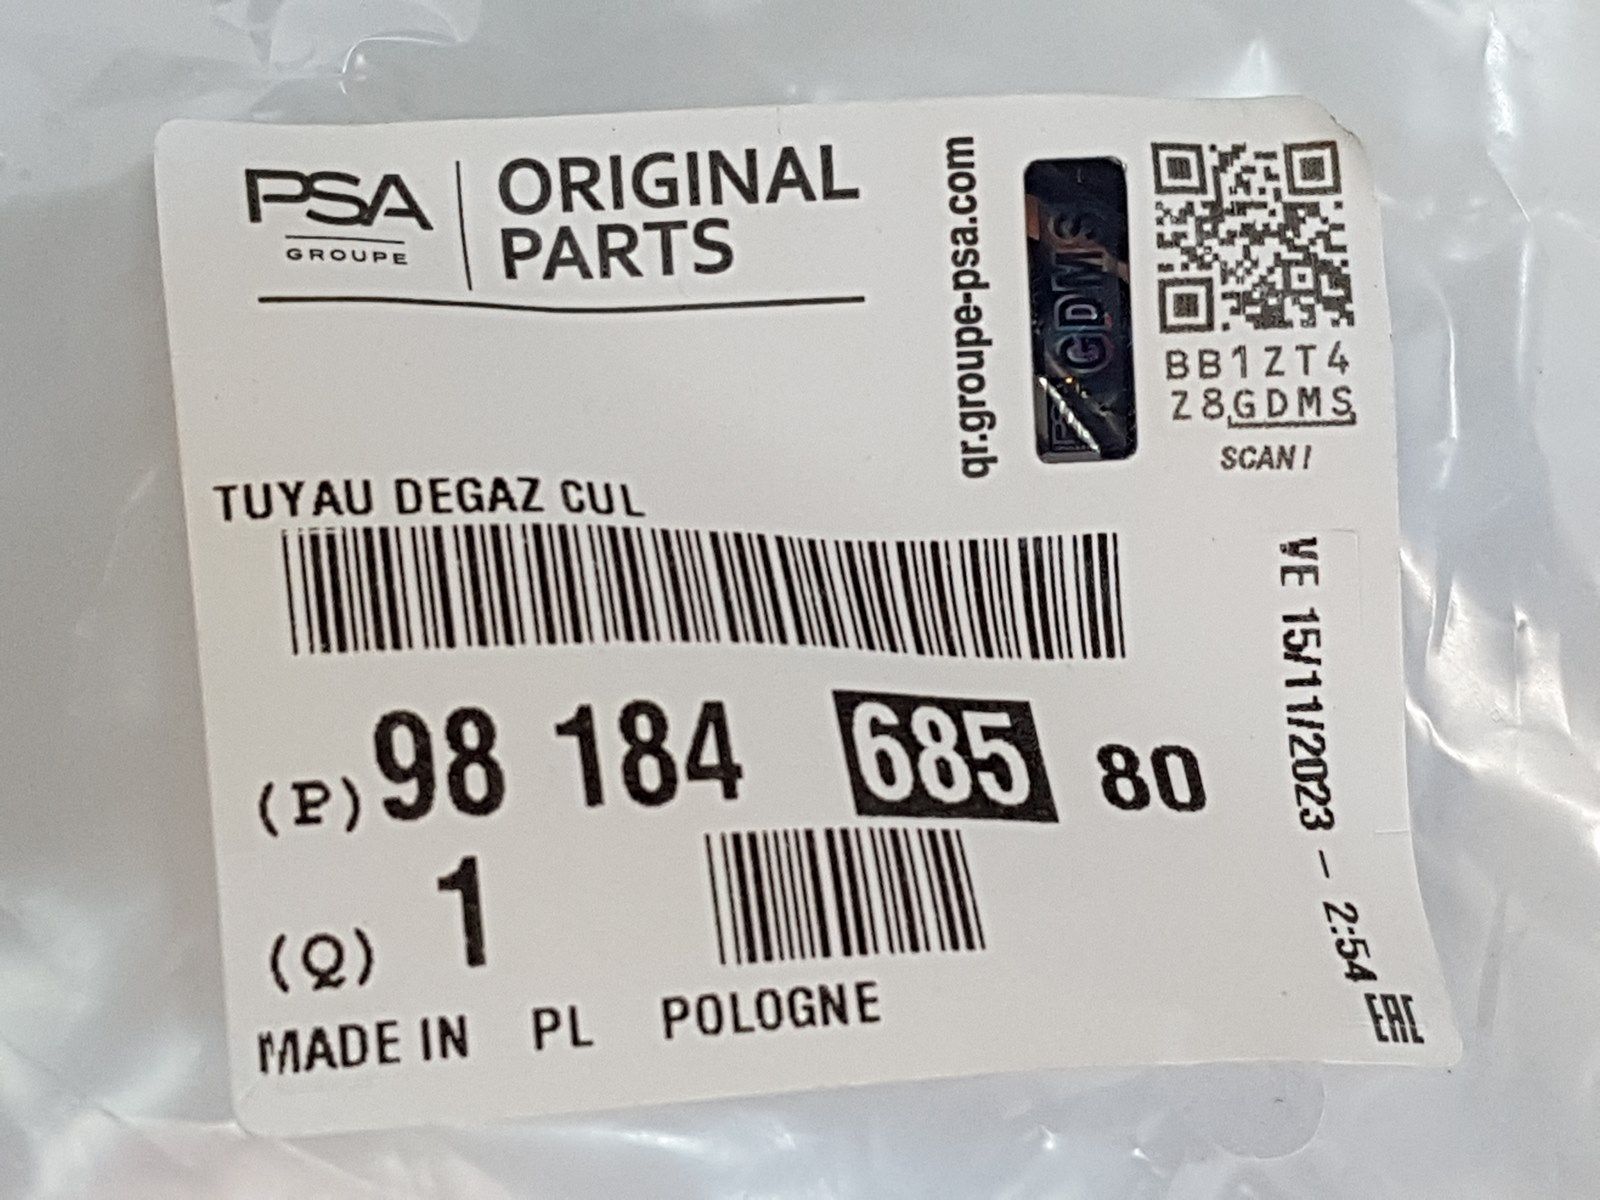 PSA
GROUPE
ORIGINAL
PARTS
qr.groupe-psa.com
GDMS
BB1ZT4
Z8GDMS
SCAN!
TUYAU DEGAZ CUL
(P) 98 184 685 80
(Q) 1
MADE IN PL POLOGNE
VE 15/11/2023 - 2:54
EAC